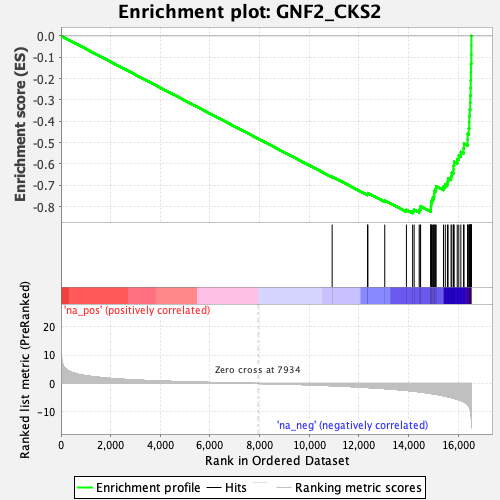 Enrichment plot: GNF2_CKS2
Enrichment score (ES)
0.0
-0.1
-0.2
-0.3
-0.4
-0.5
-0.6
-0.7
-0.8
'na_pos' (positively correlated)
Ranked list metric (PreRanked)
20
10
0
-10
Zero cross at 7934
'na_neg' (negatively correlated)
0
2,000
4,000
6,000
8,000
10,000
12,000
14,000
16,000
Rank in Ordered Dataset
Enrichment profile
Hits
Ranking metric scores